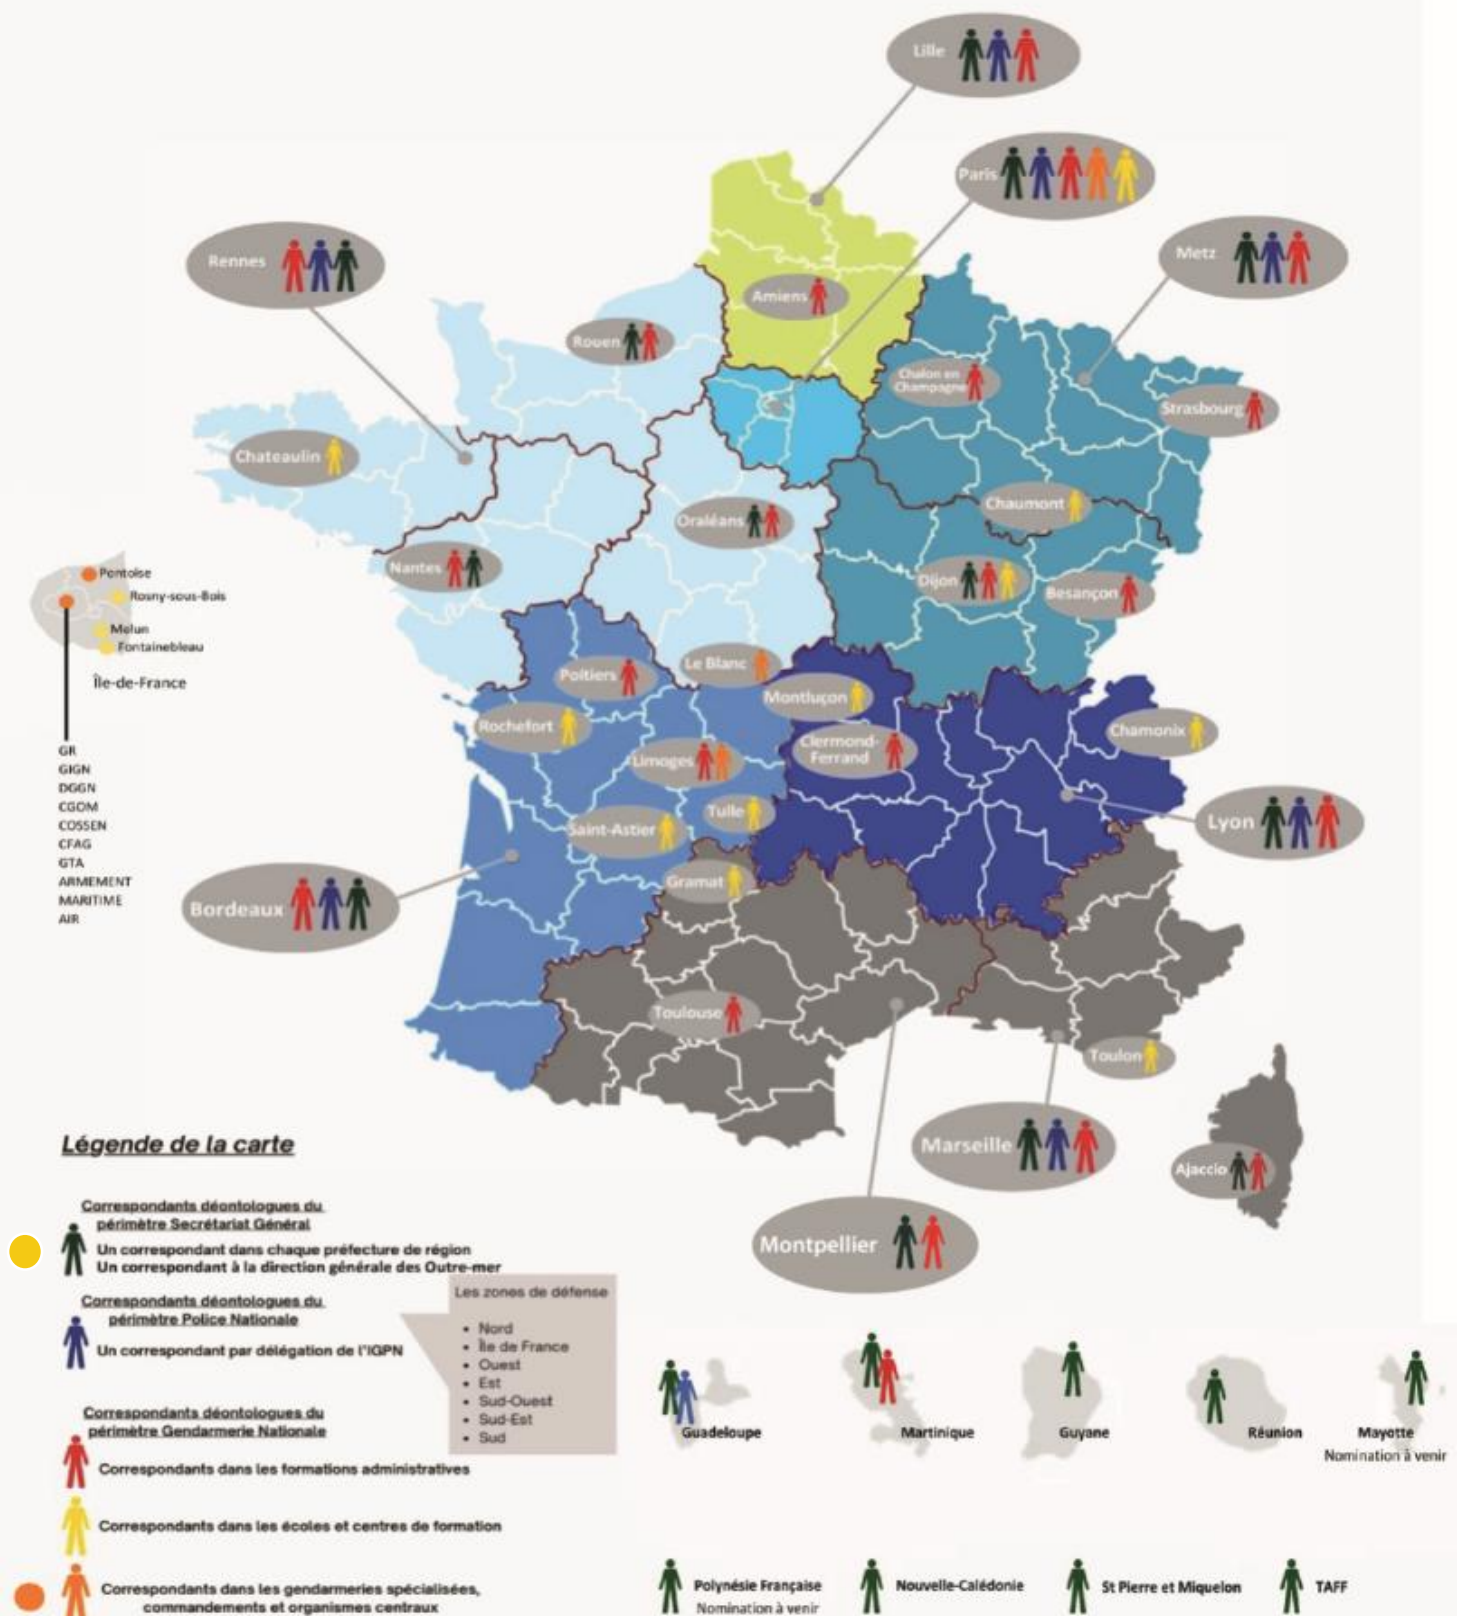 Lille
Paris
Rennes
Metz
Amiens
Rouen
Chalon en
Champagne
Strasbourg
Chateaulin
Chaumont
Oraléans
Nantes
Dijon
Besançon
Pontoise
Rosny-sous-Bois
Melun
Fontainebleau
Île-de-France
Poitiers
Le Blanc
Montluçon
Rochefort
Chamonix
Limoges
Clermond-
Ferrand
Tulle
Saint-Astier
Lyon
GR
GIGN
DGGN
CGOM
COSSEN
CFAG
GTA
ARMEMENT
MARITIME
AIR
Gramat
Bordeaux
Toulouse
Toulon
Marseille
Ajaccio
Montpellier
Légende de la carte
Correspondants déontologues du
périmètre Secrétariat Général
Un correspondant dans chaque préfecture de région
Un correspondant à la direction générale des Outre-mer
Correspondants déontologues du
périmètre Police Nationale
Un correspondant par délégation de l'IGPN
Les zones de défense
• Nord
• Île de France
• Ouest
• Est
• Sud-Ouest
• Sud-Est
• Sud
Correspondants déontologues du
périmètre Gendarmerie Nationale
Correspondants dans les formations administratives
Correspondants dans les écoles et centres de formation
Correspondants dans les gendarmeries spécialisées,
commandements et organismes centraux
Guadeloupe
Martinique
Guyane
Réunion
Mayotte
Nomination à venir
Polynésie Française
Nomination à venir
Nouvelle-Calédonie
St Pierre et Miquelon
TAFF